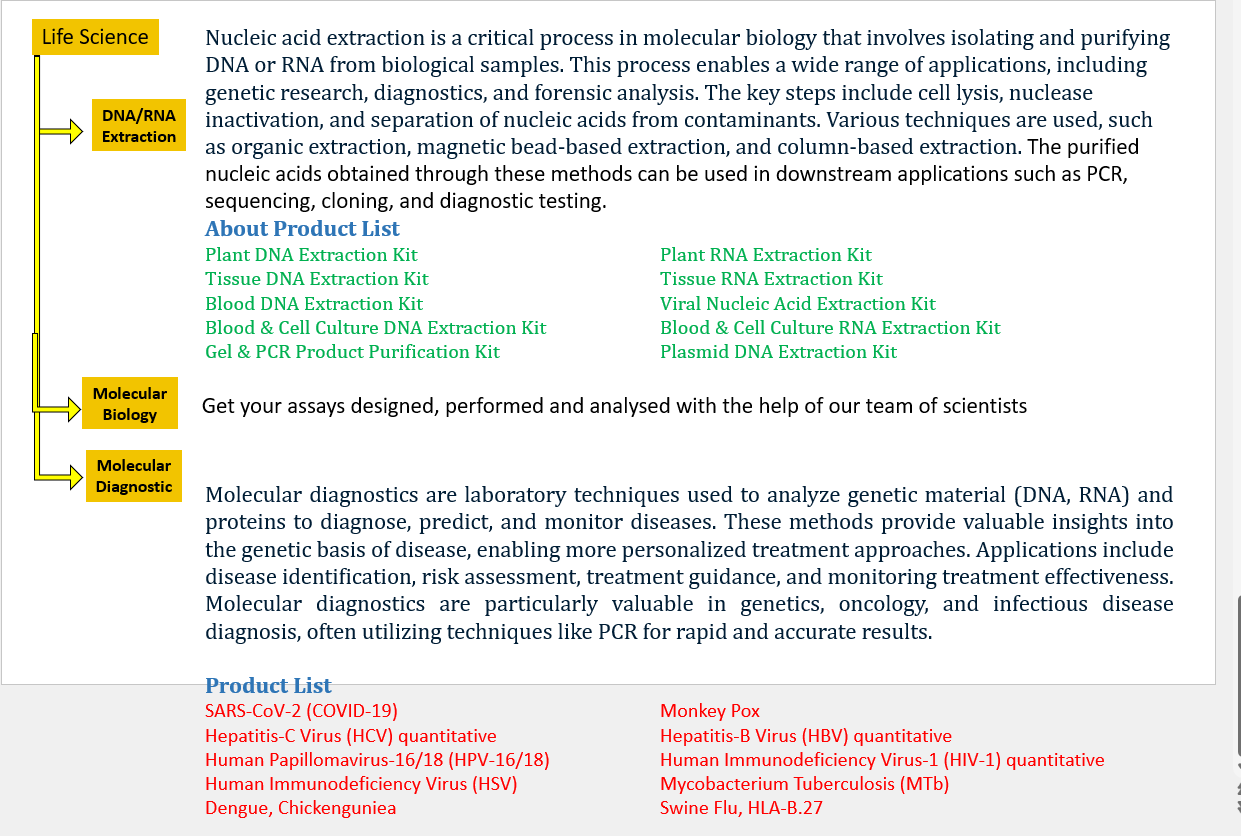 Life Science
Nucleic acid extraction is a critical process in molecular biology that involves isolating and purifying
DNA or RNA from biological samples. This process enables a wide range of applications, including
genetic research, diagnostics, and forensic analysis. The key steps include cell lysis, nuclease
inactivation, and separation of nucleic acids from contaminants. Various techniques are used, such
as organic extraction, magnetic bead-based extraction, and column-based extraction. The purified
nucleic acids obtained through these methods can be used in downstream applications such as PCR,
sequencing, cloning, and diagnostic testing.
DNA/RNA
Extraction
About Product List
Plant DNA Extraction Kit
Plant RNA Extraction Kit
Tissue DNA Extraction Kit
Tissue RNA Extraction Kit
Blood DNA Extraction Kit
Viral Nucleic Acid Extraction Kit
Blood & Cell Culture DNA Extraction Kit
Blood & Cell Culture RNA Extraction Kit
Gel & PCR Product Purification Kit
Plasmid DNA Extraction Kit
Molecular
Biology
Get your assays designed, performed and analysed with the help of our team of scientists
Molecular
Diagnostic
Molecular diagnostics are laboratory techniques used to analyze genetic material (DNA, RNA) and
proteins to diagnose, predict, and monitor diseases. These methods provide valuable insights into
the genetic basis of disease, enabling more personalized treatment approaches. Applications include
disease identification, risk assessment, treatment guidance, and monitoring treatment effectiveness.
Molecular diagnostics are particularly valuable in genetics, oncology, and infectious disease
diagnosis, often utilizing techniques like PCR for rapid and accurate results.
Product List
SARS-CoV-2 (COVID-19)
Monkey Pox
Hepatitis-C Virus (HCV) quantitative
Hepatitis-B Virus (HBV) quantitative
Human Papillomavirus-16/18 (HPV-16/18)
Human Immunodeficiency Virus-1 (HIV-1) quantitative
Human Immunodeficiency Virus (HSV)
Mycobacterium Tuberculosis (MTb)
Dengue, Chickenguniea
Swine Flu, HLA-B.27